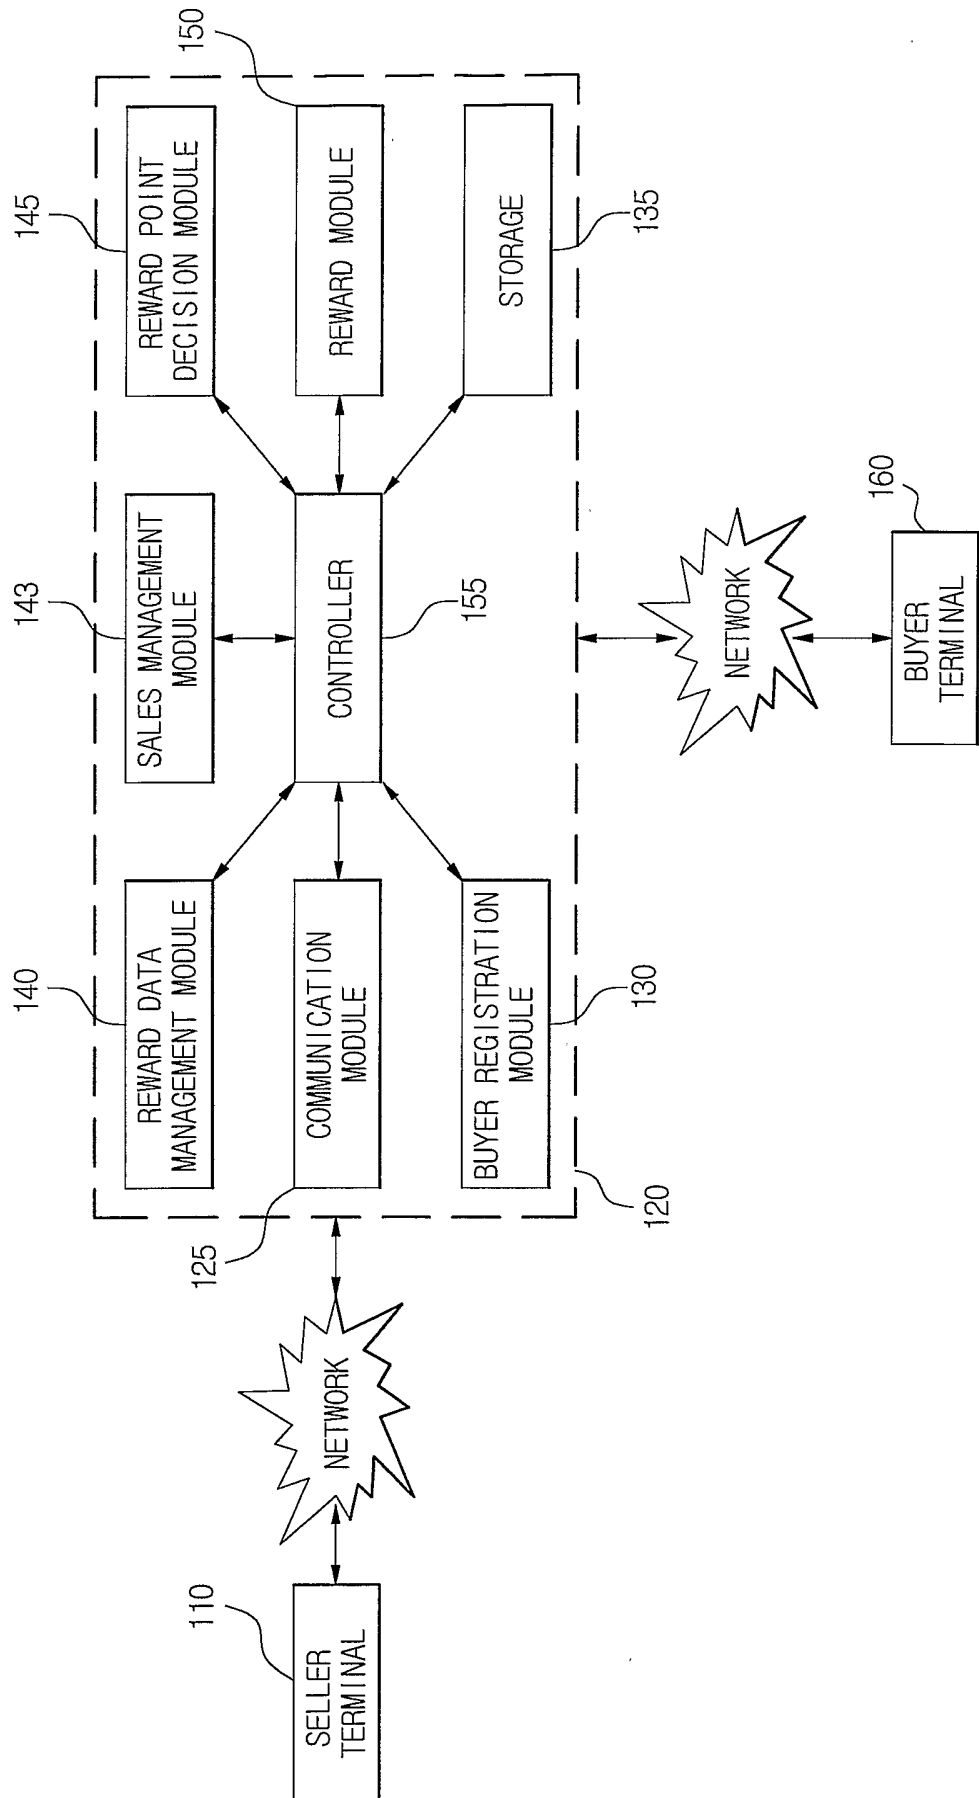 140
REWARD DATA
MANAGEMENT MODULE
143
SALES MANAGEMENT
MODULE
145
REWARD POINT
DECISION MODULE
150
110
SELLER
TERMINAL
NETWORK
125
COMMUNICATION
MODULE
CONTROLLER
155
REWARD MODULE
BUYER REGISTRATION
MODULE
130
STORAGE
135
120
NETWORK
160
BUYER
TERMINAL